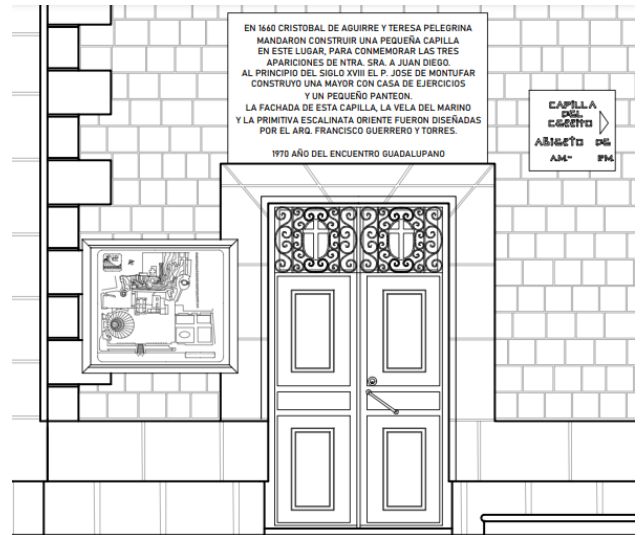 EN 1660 CRISTOBAL DE AGUIRRE Y TERESA PELEGRINA
MANDARON CONSTRUIR UNA PEQUEÑA CAPILLA
EN ESTE LUGAR, PARA CONMEMORAR LAS TRES
APARICIONES DE NTRA. SRA. A JUAN DIEGO.
AL PRINCIPIO DEL SIGLO XVIII EL P. JOSE DE MONTUFAR
CONSTRUYO UNA MAYOR CON CASA DE EJERCICIOS
Y UN PEQUEÑO PANTEON.
LA FACHADA DE ESTA CAPILLA, LA VELA DEL MARINO
Y LA PRIMITIVA ESCALINATA ORIENTE FUERON DISEÑADAS
POR EL ARQ. FRANCISCO GUERRERO Y TORRES.
1970 AÑO DEL ENCUENTRO GUADALUPANO
CAPILLA
DEL
CERRITO
ABIERTO DE
A.M.- P.M.